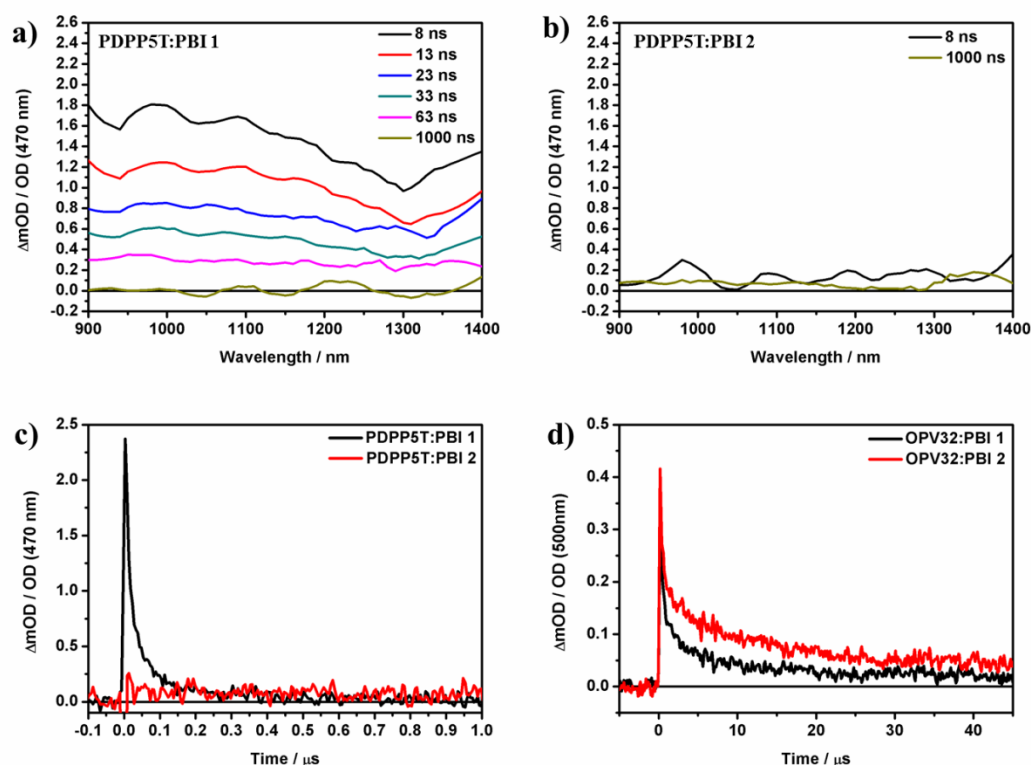 a)
PDPP5T:PBI 1
8 ns
13 ns
23 ns
33 ns
63 ns
1000 ns
2.6
2.4
2.2
2.0
1.8
1.6
1.4
1.2
1.0
0.8
0.6
0.4
0.2
0.0
-0.2
ΔmOD / OD (470 nm)
900 1000 1100 1200 1300 1400
Wavelength / nm
b)
PDPP5T:PBI 2
8 ns
1000 ns
2.6
2.4
2.2
2.0
1.8
1.6
1.4
1.2
1.0
0.8
0.6
0.4
0.2
0.0
-0.2
ΔmOD / OD (470 nm)
900 1000 1100 1200 1300 1400
Wavelength / nm
c)
PDPP5T:PBI 1
PDPP5T:PBI 2
2.5
2.0
1.5
1.0
0.5
0.0
ΔmOD / OD (470 nm)
-0.1 0.0 0.1 0.2 0.3 0.4 0.5 0.6 0.7 0.8 0.9 1.0
Time / μs
d)
OPV32:PBI 1
OPV32:PBI 2
0.5
0.4
0.3
0.2
0.1
0.0
ΔmOD / OD (500nm)
0 10 20 30 40
Time / μs